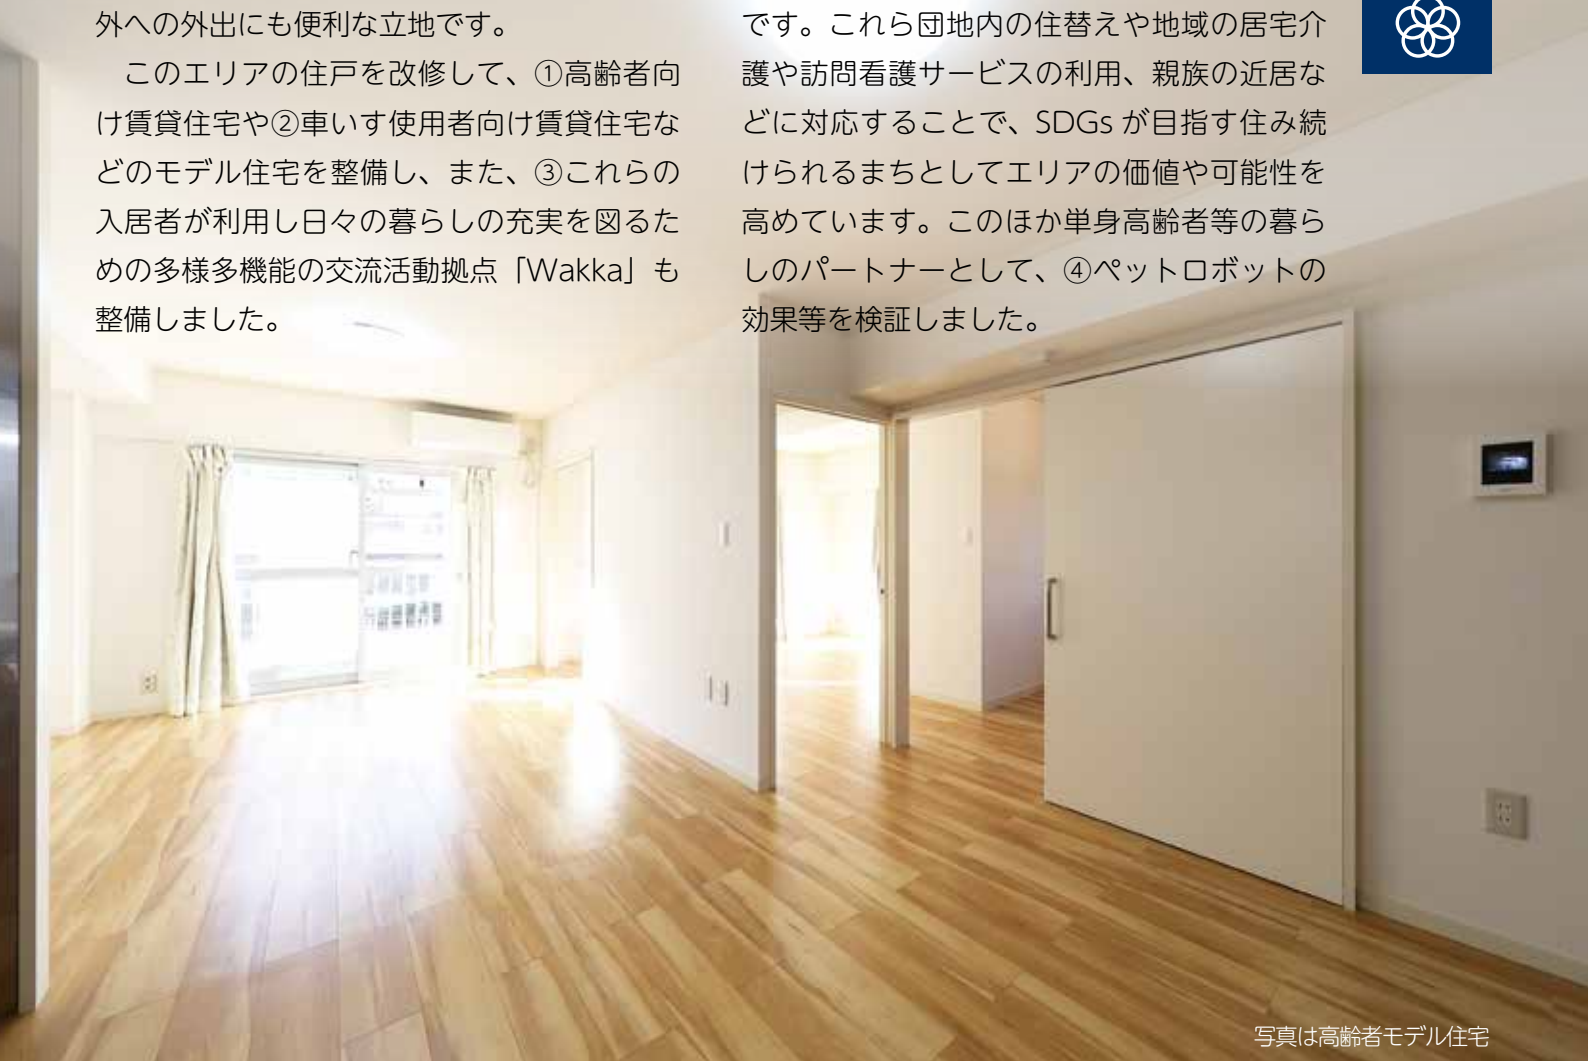 外への外出にも便利な立地です。
　このエリアの住戸を改修して、①高齢者向
け賃貸住宅や②車いす使用者向け賃貸住宅な
どのモデル住宅を整備し、また、③これらの
入居者が利用し日々の暮らしの充実を図るた
めの多様多機能の交流活動拠点「Wakka」も
整備しました。
です。これら団地内の住替えや地域の居宅介
護や訪問看護サービスの利用、親族の近居な
どに対応することで、SDGs が目指す住み続
けられるまちとしてエリアの価値や可能性を
高めています。このほか単身高齢者等の暮ら
しのパートナーとして、④ペットロボットの
効果等を検証しました。
写真は高齢者モデル住宅